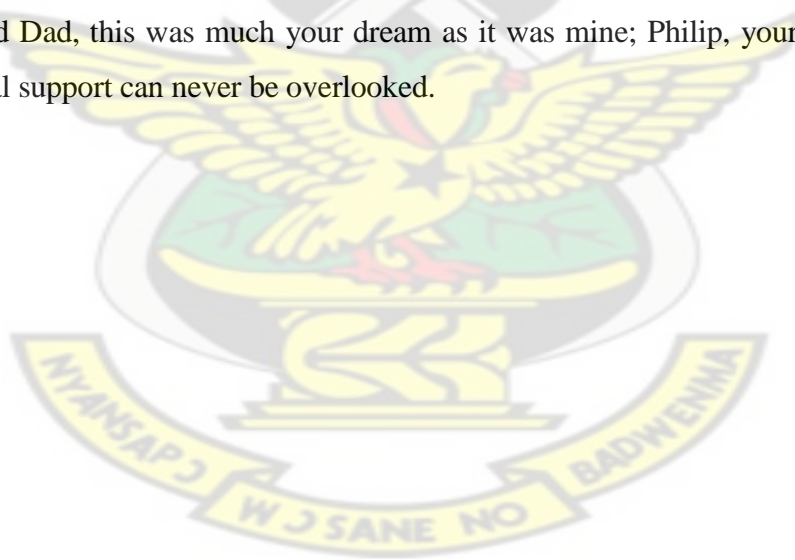 d Dad, this was much your dream as it was mine; Philip, your
l support can never be overlooked.
NYANSAPƆ WƆSANE NO BADWENMA